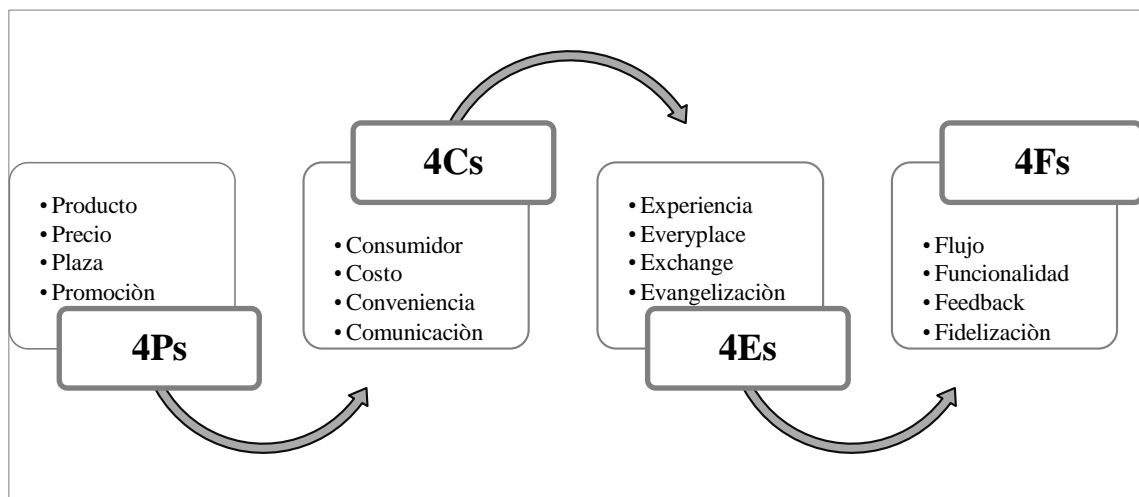 • Producto
• Precio
• Plaza
• Promociòn
4Ps
4Cs
• Consumidor
• Costo
• Conveniencia
• Comunicaciòn
• Experiencia
• Everyplace
• Exchange
• Evangelizaciòn
4Es
4Fs
• Flujo
• Funcionalidad
• Feedback
• Fidelizaciòn